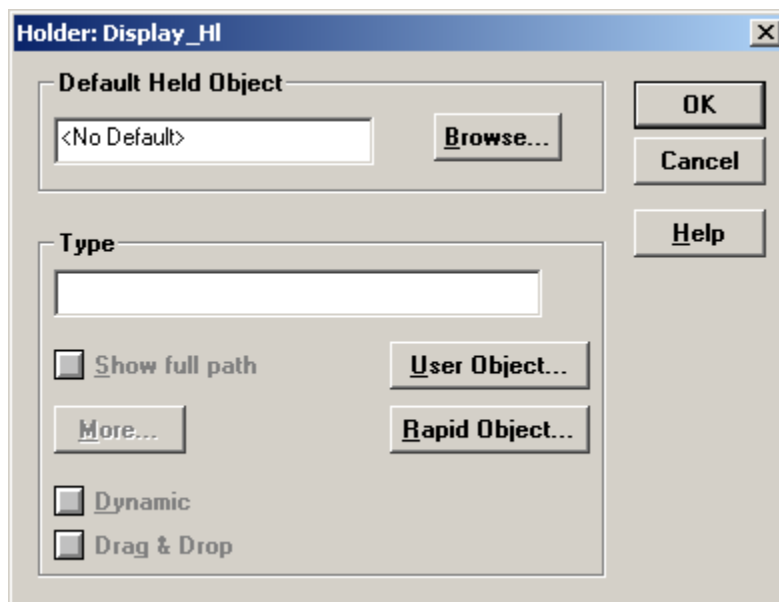 Holder: Display_Hl
Default Held Object
<No Default>
Browse...
OK
Cancel
Help
Type
Show full path
User Object...
More...
Rapid Object...
Dynamic
Drag & Drop